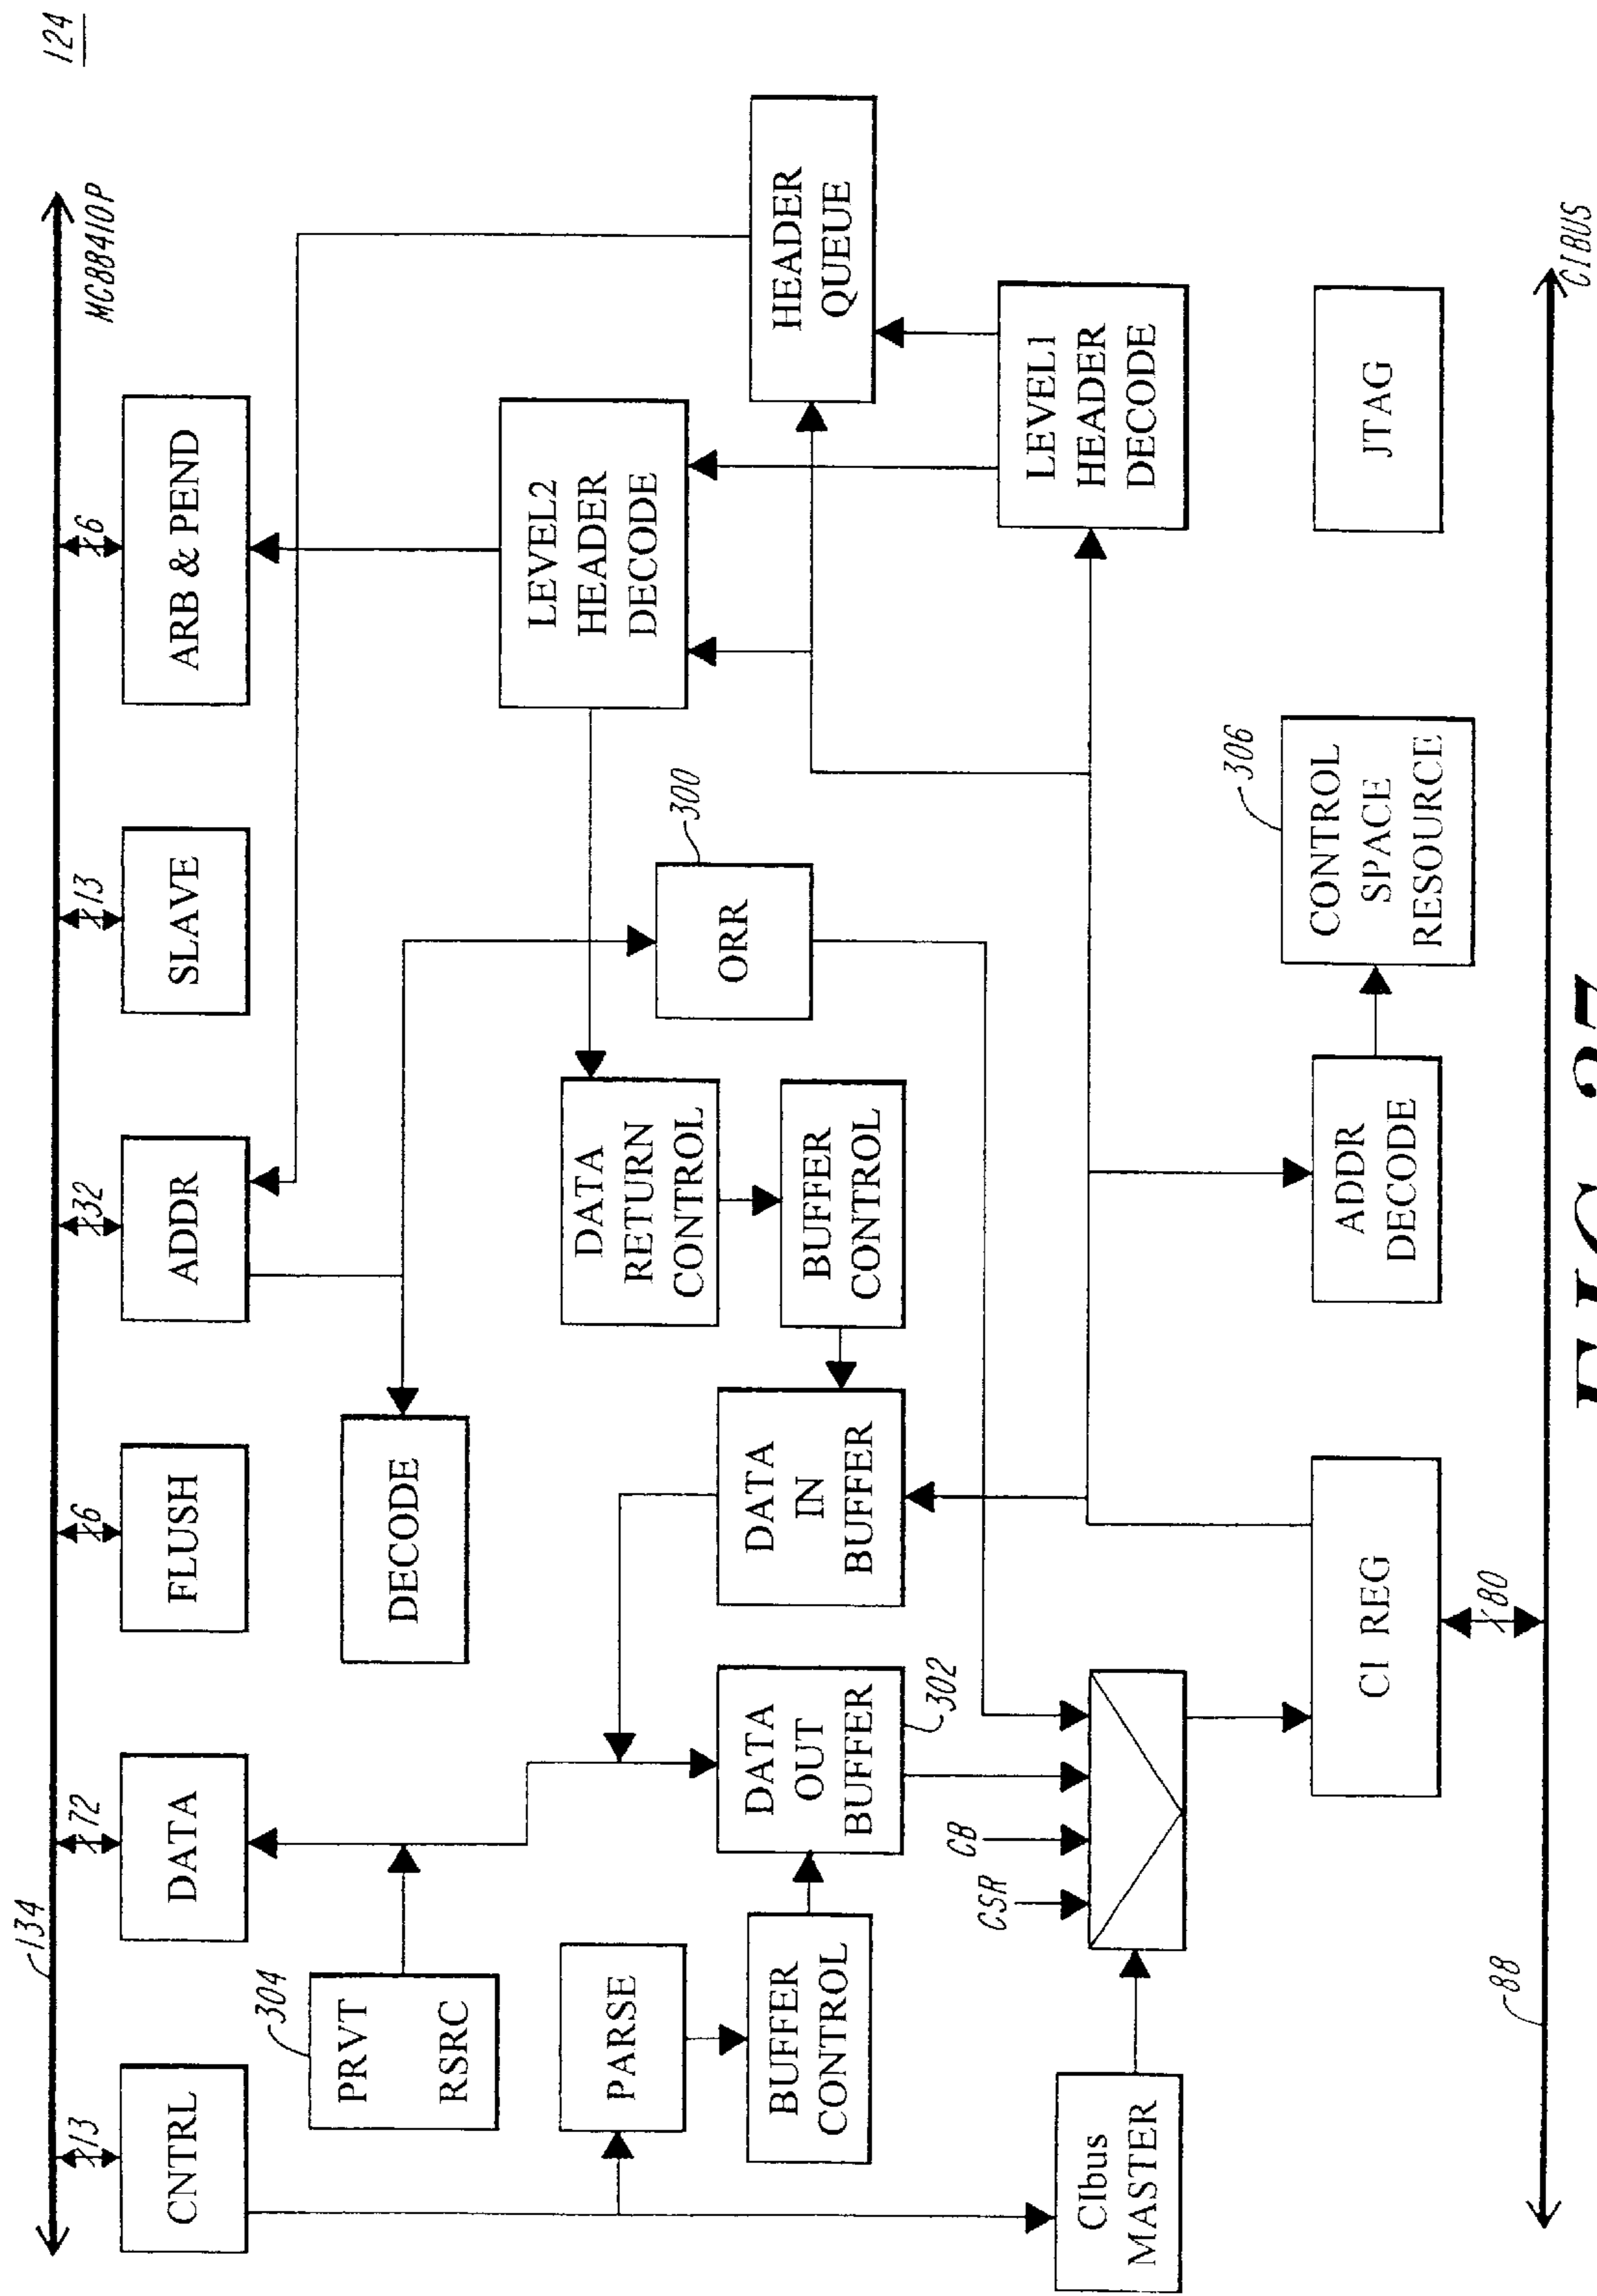 124
134
MC88410P
13
72
6
32
13
6
CNTRL
DATA
FLUSH
ADDR
SLAVE
ARB & PEND
304
PRVT
RSRC
DECODE
PARSE
DATA
RETURN
CONTROL
LEVEL2
HEADER
DECODE
300
ORR
BUFFER
CONTROL
DATA
OUT
BUFFER
302
DATA
IN
BUFFER
BUFFER
CONTROL
HEADER
QUEUE
CSR
CB
CIbus
MASTER
LEVEL1
HEADER
DECODE
306
CONTROL
SPACE
RESOURCE
CI REG
ADDR
DECODE
JTAG
80
88
CIBUS